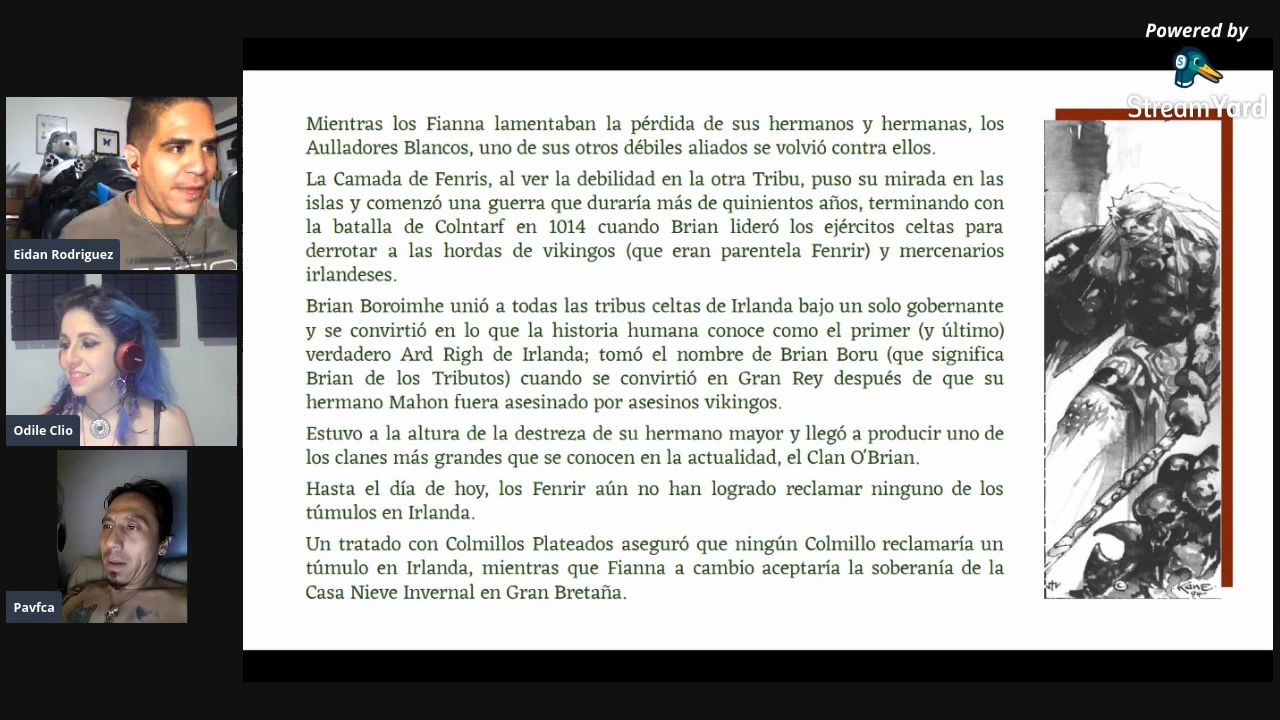 Powered by
StreamYard
Mientras los Fianna lamentaban la pérdida de sus hermanos y hermanas, los
Aulladores Blancos, uno de sus otros débiles aliados se volvió contra ellos.
La Camada de Fenris, al ver la debilidad en la otra Tribu, puso su mirada en las
islas y comenzó una guerra que duraría más de quinientos años, terminando con
la batalla de Colntarf en 1014 cuando Brian lideró los ejércitos celtas para
derrotar a las hordas de vikingos (que eran parentela Fenrir) y mercenarios
irlandeses.
Brian Boroimhe unió a todas las tribus celtas de Irlanda bajo un solo gobernante
y se convirtió en lo que la historia humana conoce como el primer (y último)
verdadero Ard Righ de Irlanda; tomó el nombre de Brian Boru (que significa
Brian de los Tributos) cuando se convirtió en Gran Rey después de que su
hermano Mahon fuera asesinado por asesinos vikingos.
Estuvo a la altura de la destreza de su hermano mayor y llegó a producir uno de
los clanes más grandes que se conocen en la actualidad, el Clan O'Brian.
Hasta el día de hoy, los Fenrir aún no han logrado reclamar ninguno de los
túmulos en Irlanda.
Un tratado con Colmillos Plateados aseguró que ningún Colmillo reclamaría un
túmulo en Irlanda, mientras que Fianna a cambio aceptaría la soberanía de la
Casa Nieve Invernal en Gran Bretaña.
Eidan Rodriguez
Odile Clio
Pavfca
© Kane
94